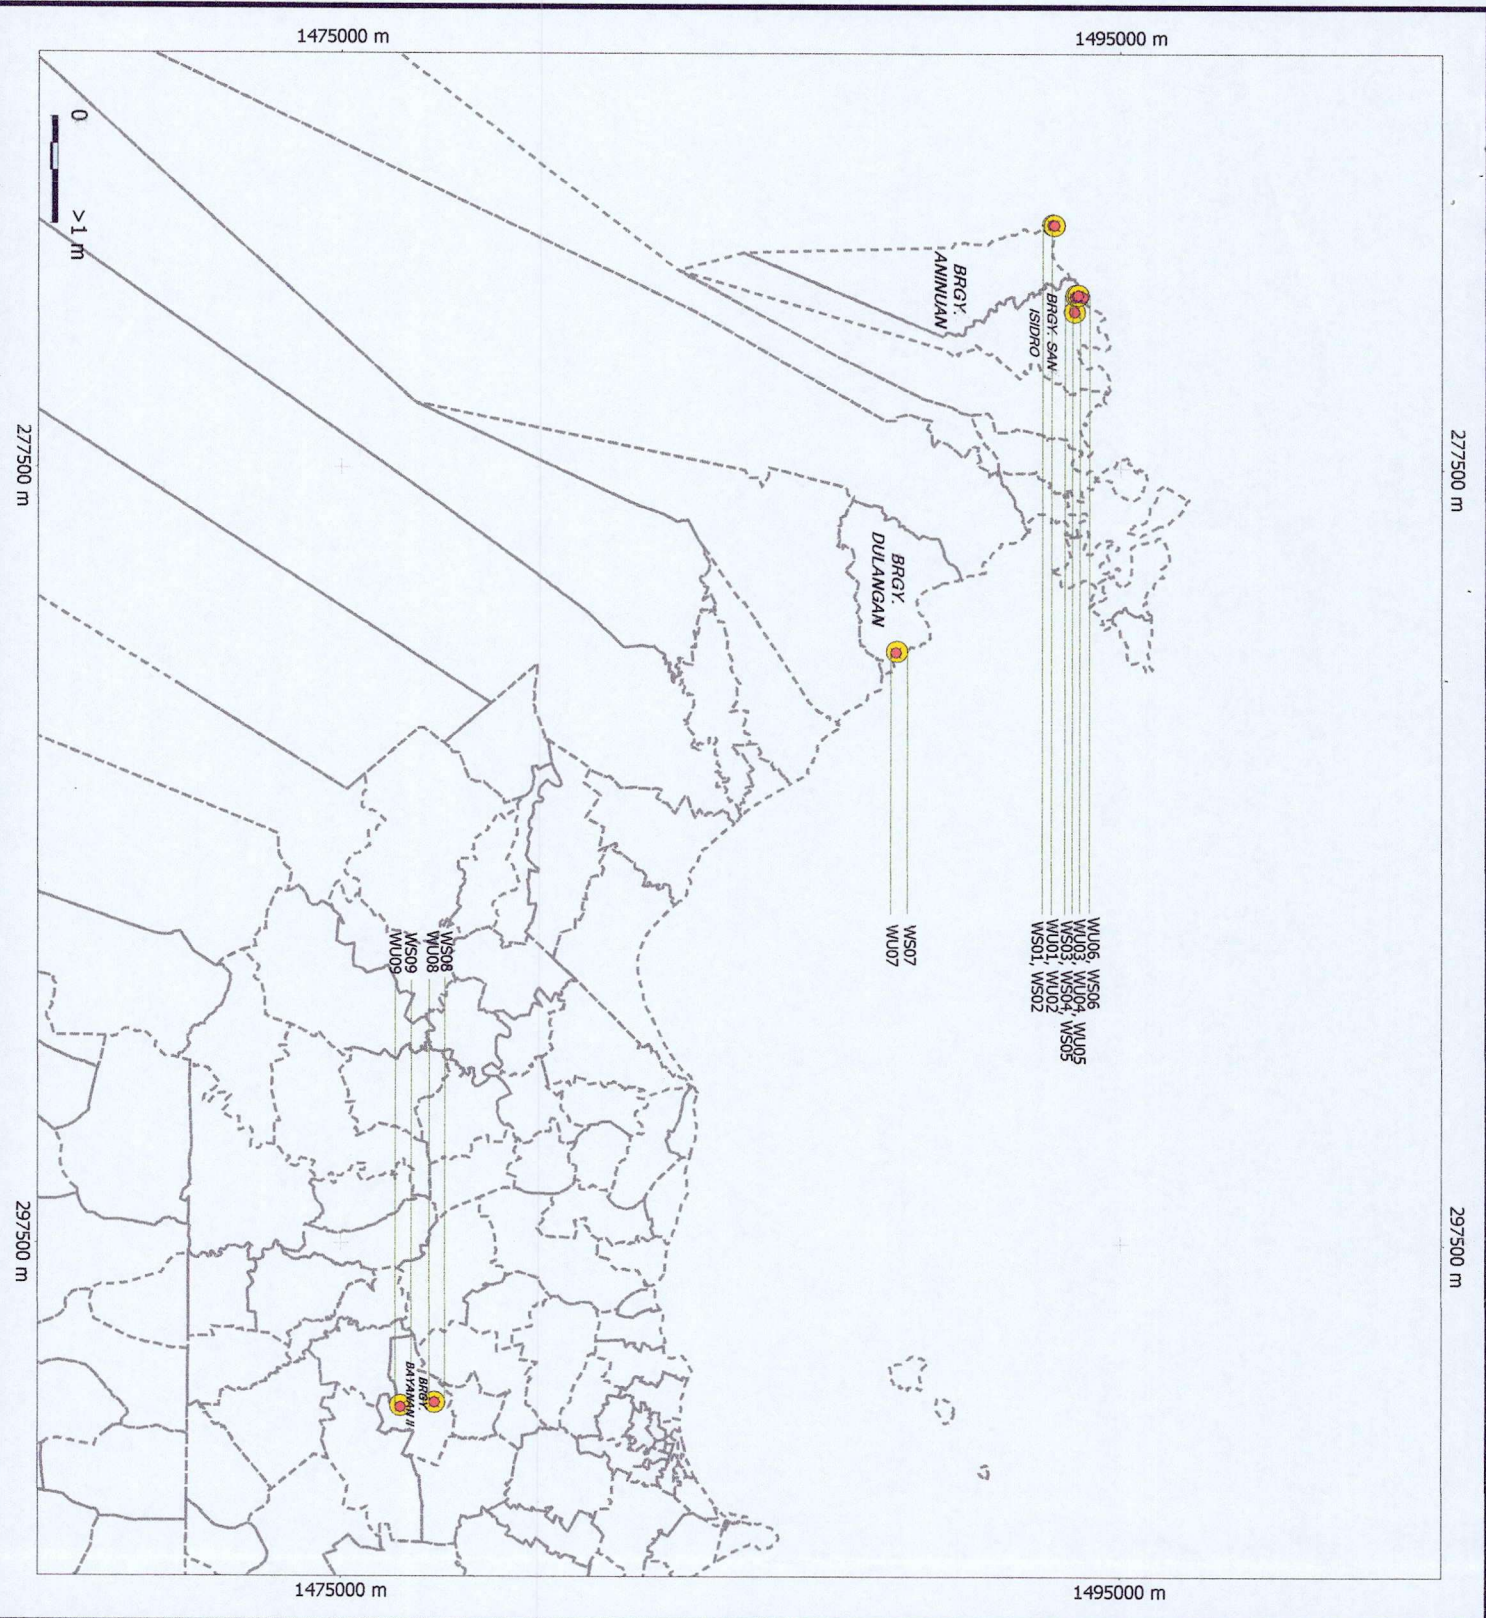 1475000 m
1495000 m
0
>1 m
BRGY.
ANINUAN
BRGY. SAN
ISIDRO
277500 m
277500 m
BRGY.
DULANGAN
WS07
WU07
WU06, WS06
WU03, WU04, WU05
WS03, WS04, WS05
WU01, WU02
WS01, WS02
WS08
WU08
WS09
WU09
297500 m
297500 m
BRGY.
BAYANAN II
1475000 m
1495000 m